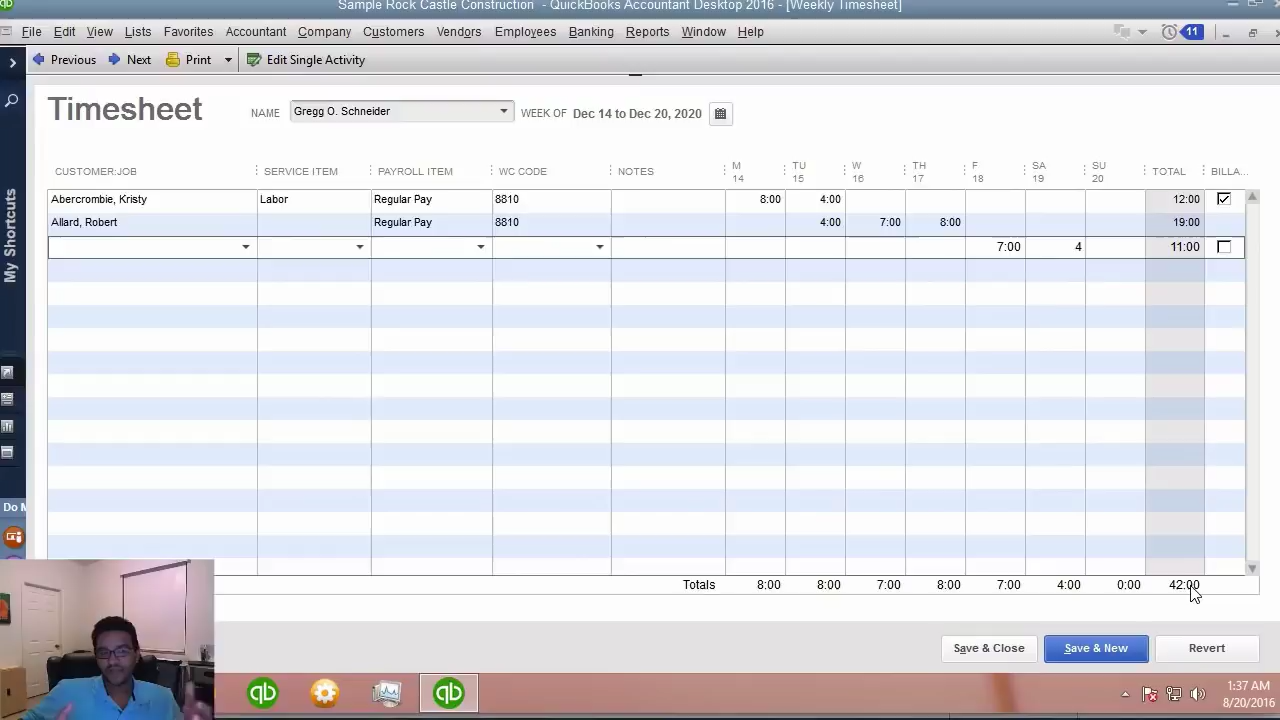 Sample Rock Castle Construction - QuickBooks Accountant Desktop 2016 - [Weekly Timesheet]
File Edit View Lists Favorites Accountant Company Customers Vendors Employees Banking Reports Window Help 11
Previous Next Print Edit Single Activity
Timesheet NAME Gregg O. Schneider WEEK OF Dec 14 to Dec 20, 2020
CUSTOMER:JOB SERVICE ITEM PAYROLL ITEM WC CODE NOTES M 14 TU 15 W 16 TH 17 F 18 SA 19 SU 20 TOTAL BILLA...
Abercrombie, Kristy Labor Regular Pay 8810 8:00 4:00 12:00
Allard, Robert Regular Pay 8810 4:00 7:00 8:00 19:00
7:00 4 11:00
My Shortcuts
Do
Totals 8:00 8:00 7:00 8:00 7:00 4:00 0:00 42:00
Save & Close Save & New Revert
qb qb
1:37 AM
8/20/2016